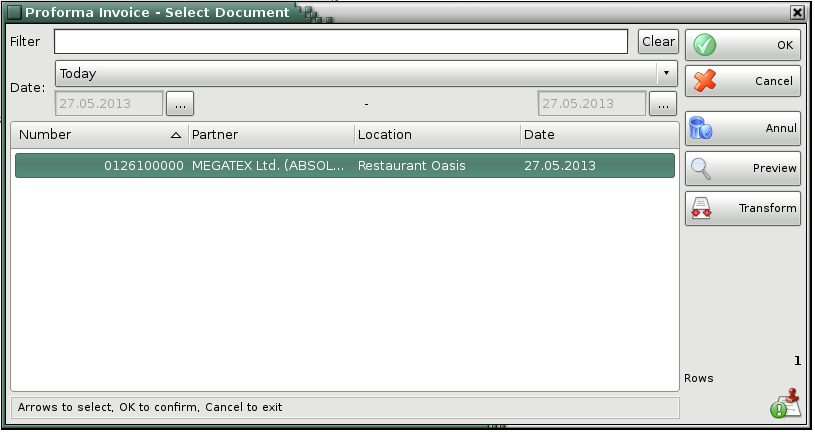 Proforma Invoice - Select Document
Filter
Clear
OK
Today
Cancel
Date:
27.05.2013 ... - 27.05.2013 ...
Number Partner Location Date
Annul
0126100000 MEGATEX Ltd. (ABSOL... Restaurant Oasis 27.05.2013
Preview
Transform
1
Rows
Arrows to select, OK to confirm, Cancel to exit